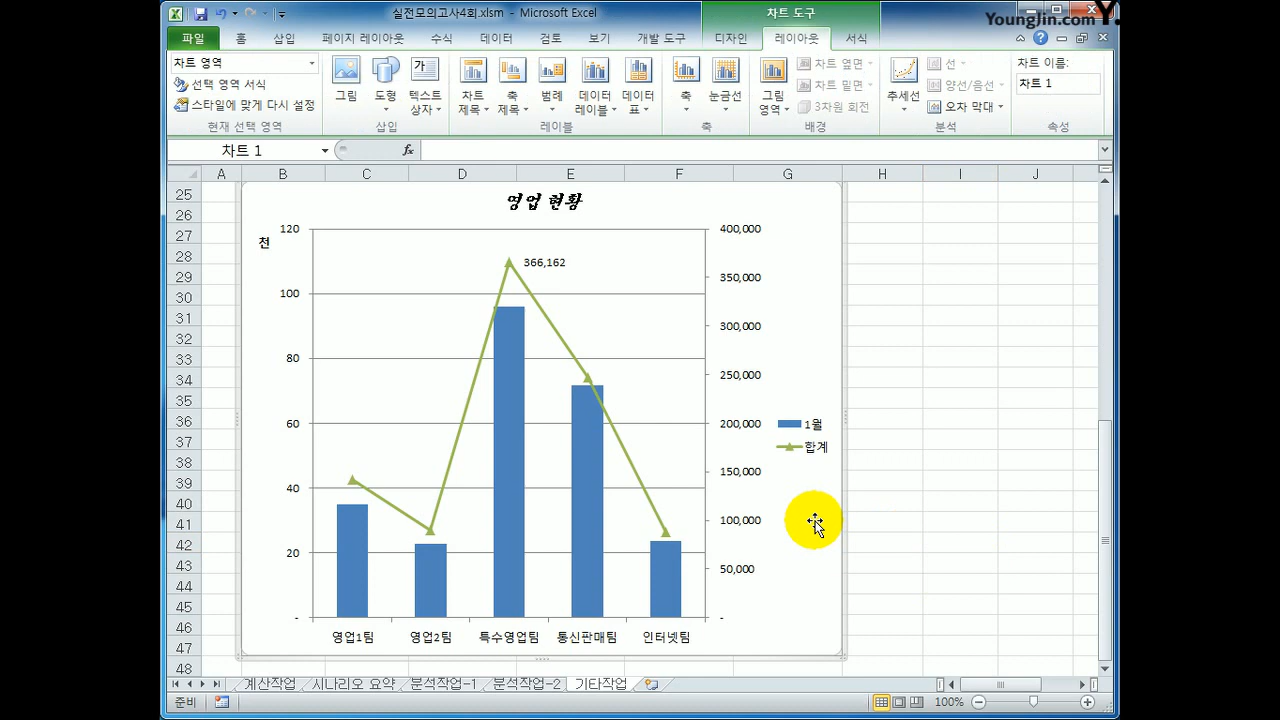 실전모의고사4회.xlsm - Microsoft Excel
차트 도구
YoungJin.com Y.
파일 홈 삽입 페이지 레이아웃 수식 데이터 검토 보기 개발 도구 디자인 레이아웃 서식
차트 영역
선택 영역 서식
스타일에 맞게 다시 설정
현재 선택 영역
그림 도형 텍스트 상자
삽입
차트 제목 축 제목 범례 데이터 레이블 데이터 표
레이블
축 눈금선
축
그림 영역 차트 옆면 차트 밑면 3차원 회전
배경
추세선 선 양선/음선 오차 막대
분석
차트 이름:
차트 1
속성
차트 1 fx
A B C D E F G H I J
25
26
27
28
29
30
31
32
33
34
35
36
37
38
39
40
41
42
43
44
45
46
47
48
영업 현황
천
120
100
80
60
40
20
-
366,162
400,000
350,000
300,000
250,000
200,000
150,000
100,000
50,000
-
1월
합계
영업1팀 영업2팀 특수영업팀 통신판매팀 인터넷팀
계산작업 시나리오 요약 분석작업-1 분석작업-2 기타작업
준비 100%